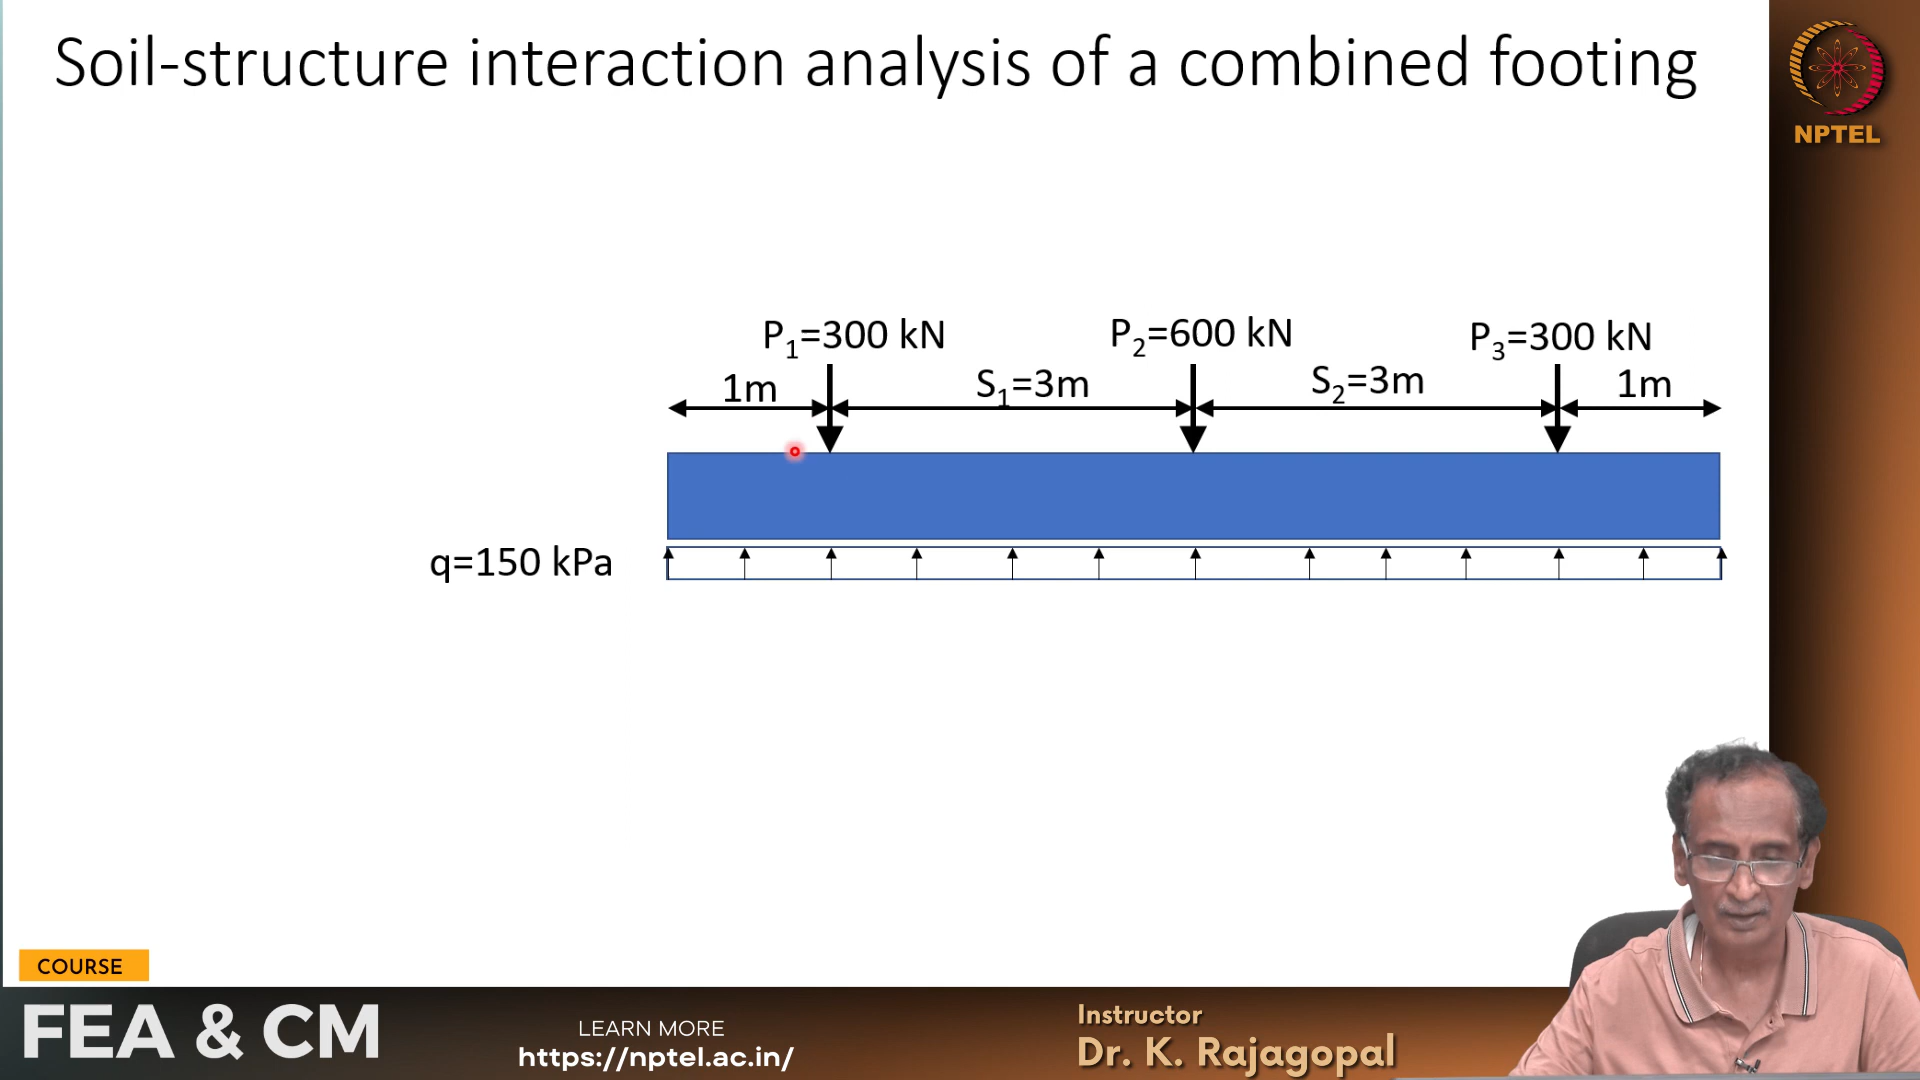 Soil-structure interaction analysis of a combined footing
NPTEL
P1=300 kN
P2=600 kN
P3=300 kN
1m
S1=3m
S2=3m
1m
q=150 kPa
COURSE
FEA & CM
LEARN MORE
https://nptel.ac.in/
Instructor
Dr. K. Rajagopal